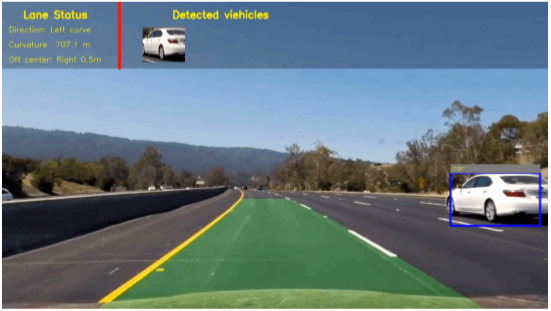 Lane Status
Direction: Left curve
Curvature 707.1 m
Off center: Right 0.5m
Detected viehicles